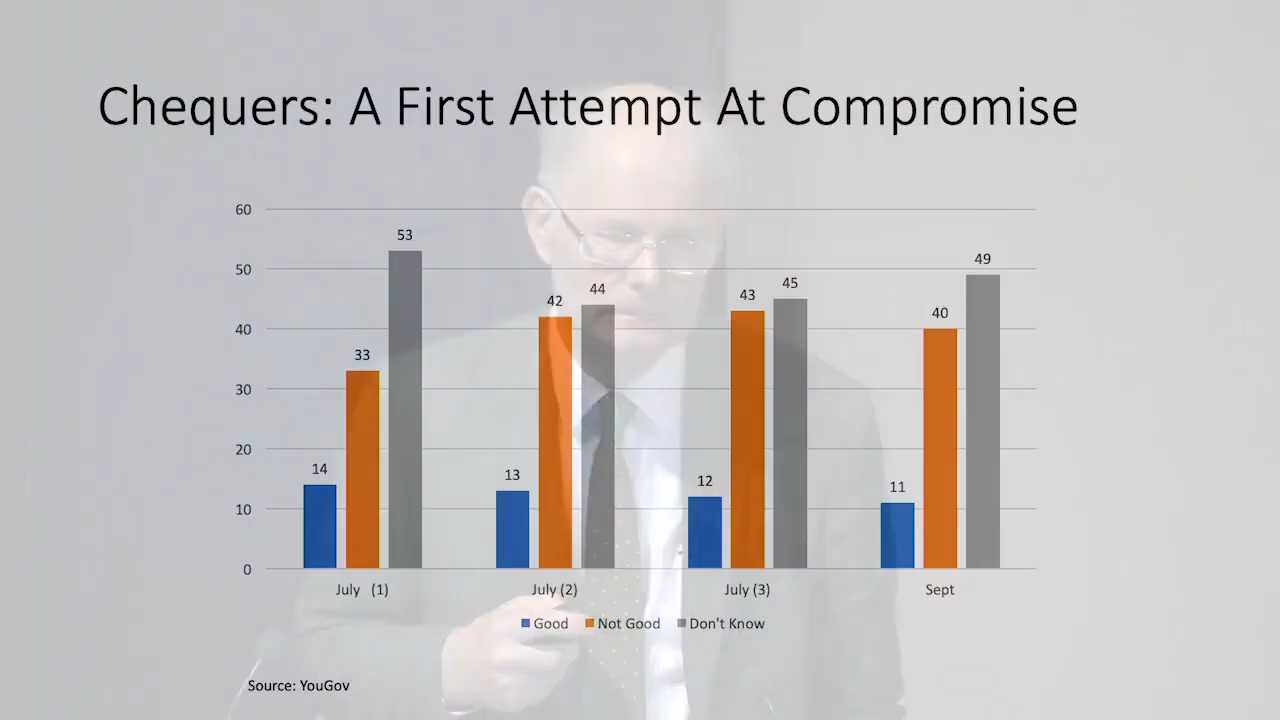 Chequers: A First Attempt At Compromise
60
50
40
30
20
10
0
14
33
53
13
42
44
12
43
45
11
40
49
July (1)
July (2)
July (3)
Sept
Good
Not Good
Don't Know
Source: YouGov